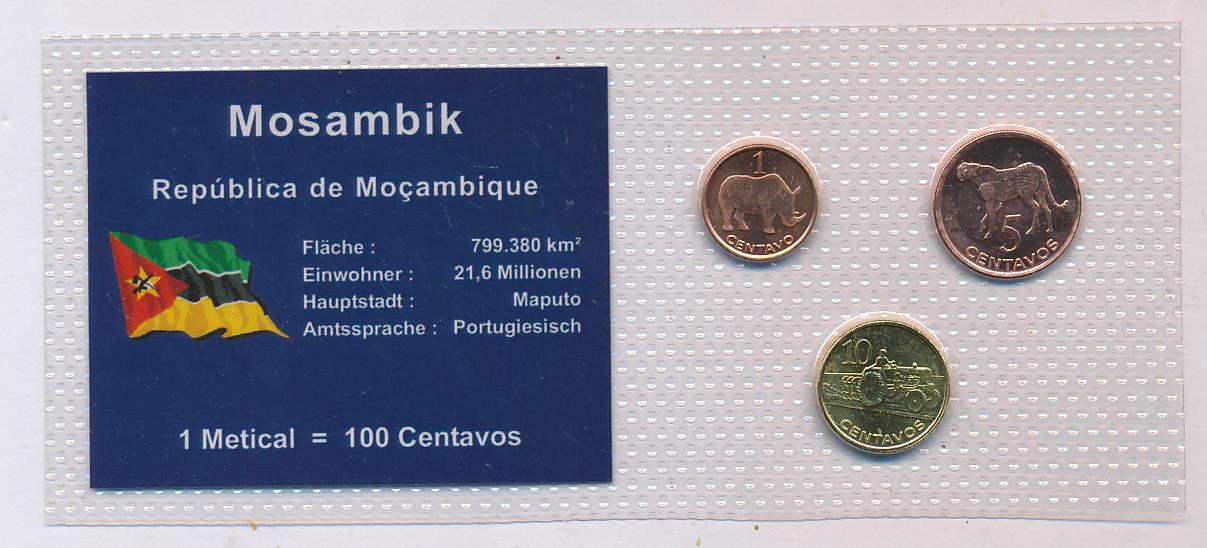 Mosambik
República de Moçambique
Fläche : 799.380 km²
Einwohner : 21,6 Millionen
Hauptstadt : Maputo
Amtssprache : Portugiesisch
1 Metical = 100 Centavos
1
CENTAVO
5
CENTAVOS
10
CENTAVOS